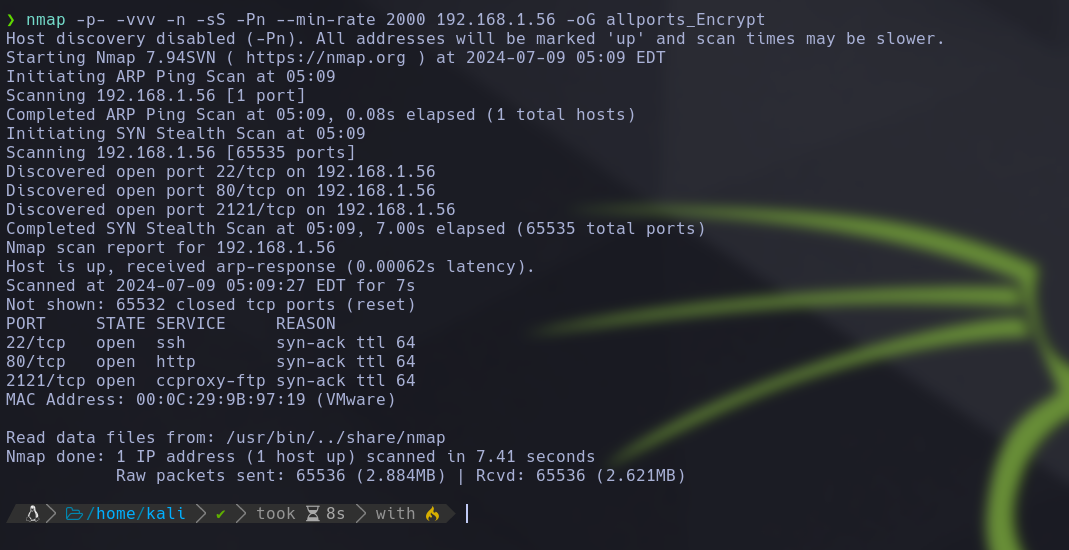 ❯ nmap -p- -vvv -n -sS -Pn --min-rate 2000 192.168.1.56 -oG allports_Encrypt
Host discovery disabled (-Pn). All addresses will be marked 'up' and scan times may be slower.
Starting Nmap 7.94SVN ( https://nmap.org ) at 2024-07-09 05:09 EDT
Initiating ARP Ping Scan at 05:09
Scanning 192.168.1.56 [1 port]
Completed ARP Ping Scan at 05:09, 0.08s elapsed (1 total hosts)
Initiating SYN Stealth Scan at 05:09
Scanning 192.168.1.56 [65535 ports]
Discovered open port 22/tcp on 192.168.1.56
Discovered open port 80/tcp on 192.168.1.56
Discovered open port 2121/tcp on 192.168.1.56
Completed SYN Stealth Scan at 05:09, 7.00s elapsed (65535 total ports)
Nmap scan report for 192.168.1.56
Host is up, received arp-response (0.00062s latency).
Scanned at 2024-07-09 05:09:27 EDT for 7s
Not shown: 65532 closed tcp ports (reset)
PORT     STATE SERVICE     REASON
22/tcp   open  ssh         syn-ack ttl 64
80/tcp   open  http        syn-ack ttl 64
2121/tcp open  ccproxy-ftp syn-ack ttl 64
MAC Address: 00:0C:29:9B:97:19 (VMware)
Read data files from: /usr/bin/../share/nmap
Nmap done: 1 IP address (1 host up) scanned in 7.41 seconds
           Raw packets sent: 65536 (2.884MB) | Rcvd: 65536 (2.621MB)
/home/kali ✔ took 8s with